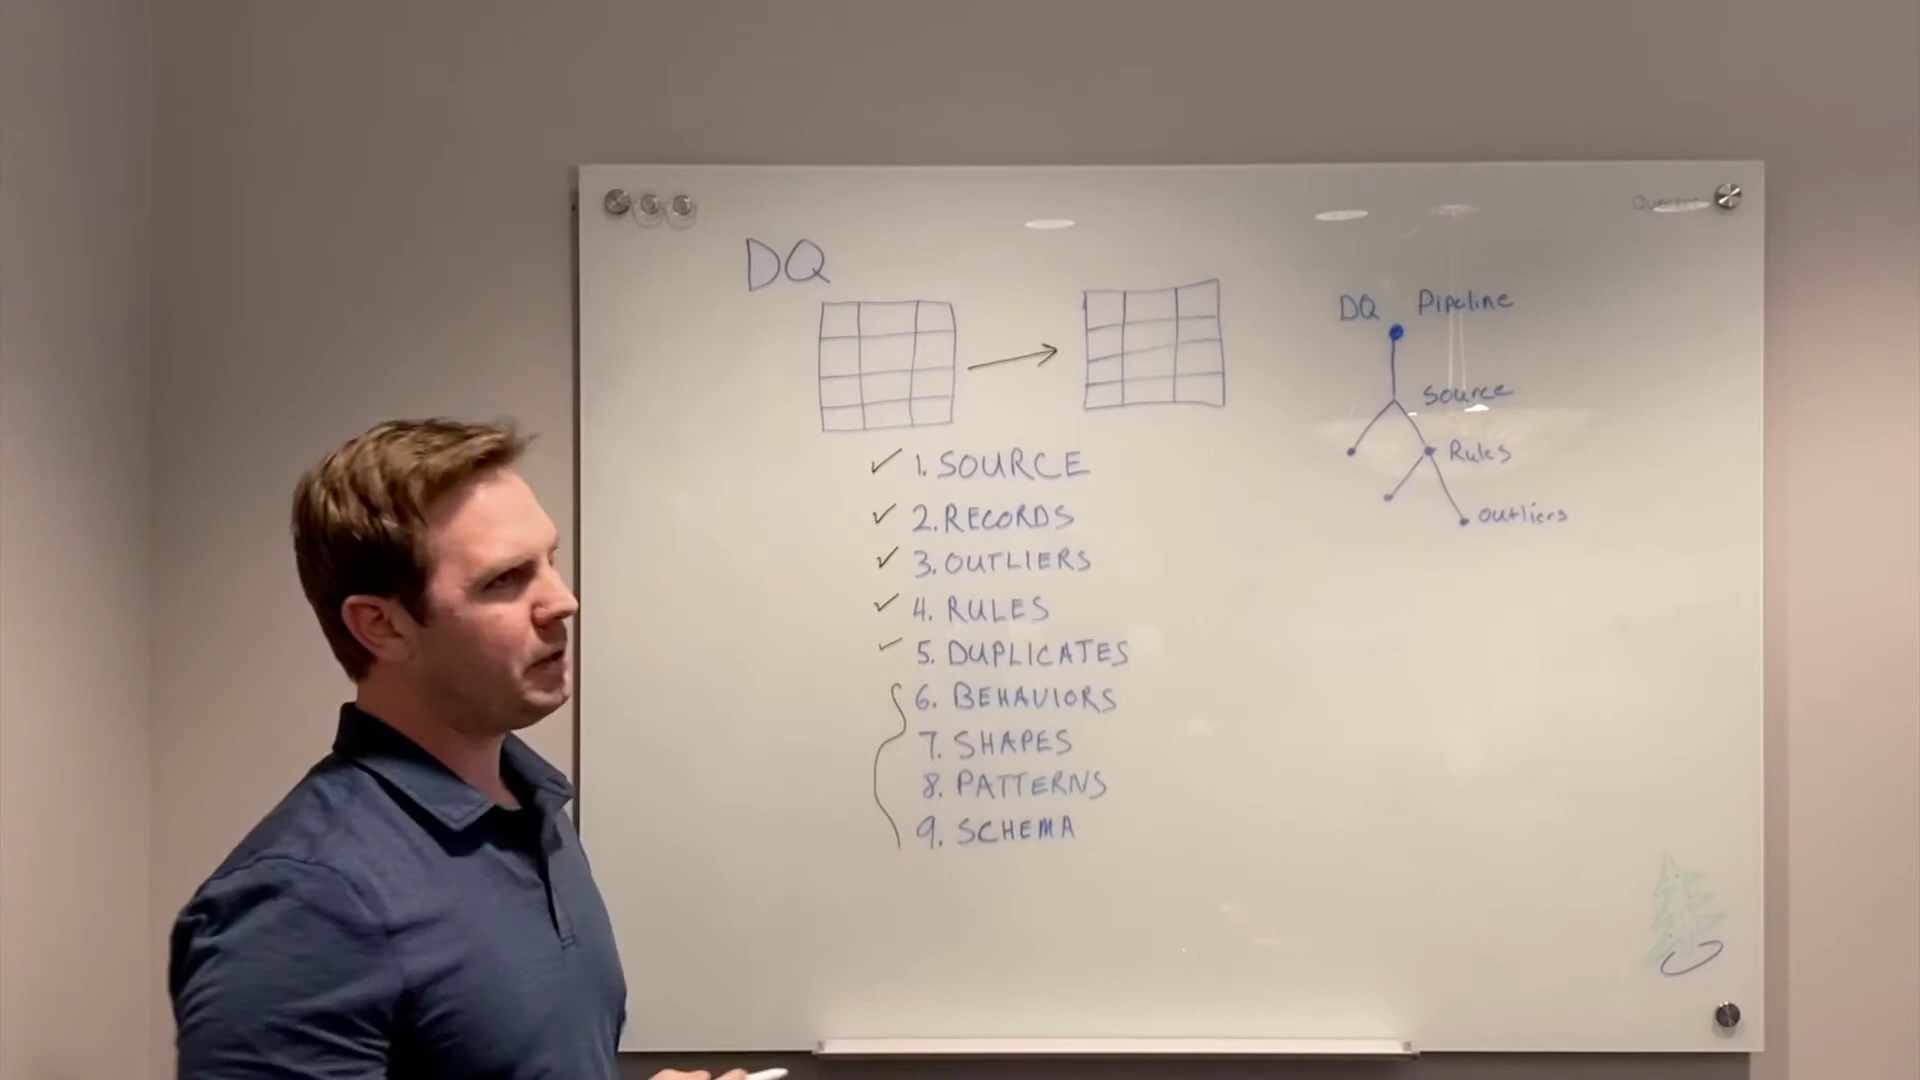 DQ
1. SOURCE
2. RECORDS
3. OUTLIERS
4. RULES
5. DUPLICATES
6. BEHAVIORS
7. SHAPES
8. PATTERNS
9. SCHEMA
DQ Pipeline
Source
Rules
Outliers